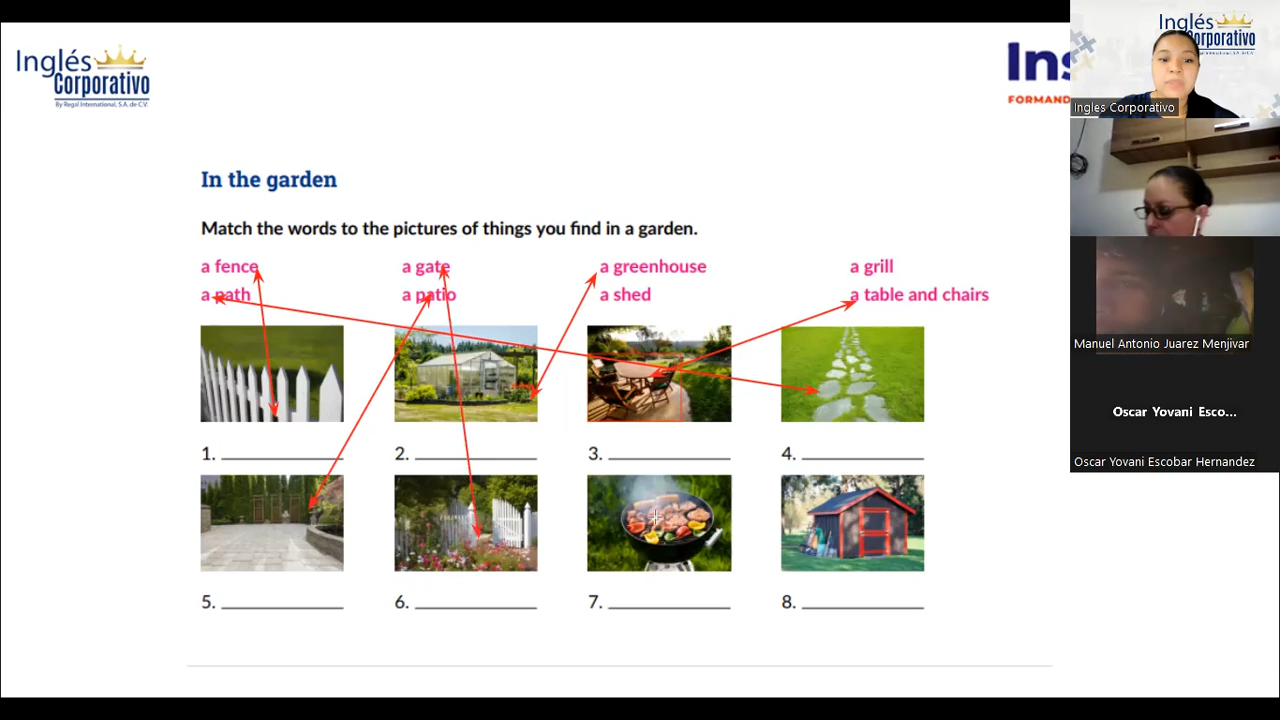 Inglés
Corporativo
By Regal International, S.A. de C.V.
Ins
FORMAND
In the garden
Match the words to the pictures of things you find in a garden.
a fence a gate a greenhouse a grill
a path a patio a shed a table and chairs
1. 2. 3. 4.
5. 6. 7. 8.
Inglés
Corporativo
Ingles Corporativo
Manuel Antonio Juarez Menjivar
Oscar Yovani Esco...
Oscar Yovani Escobar Hernandez